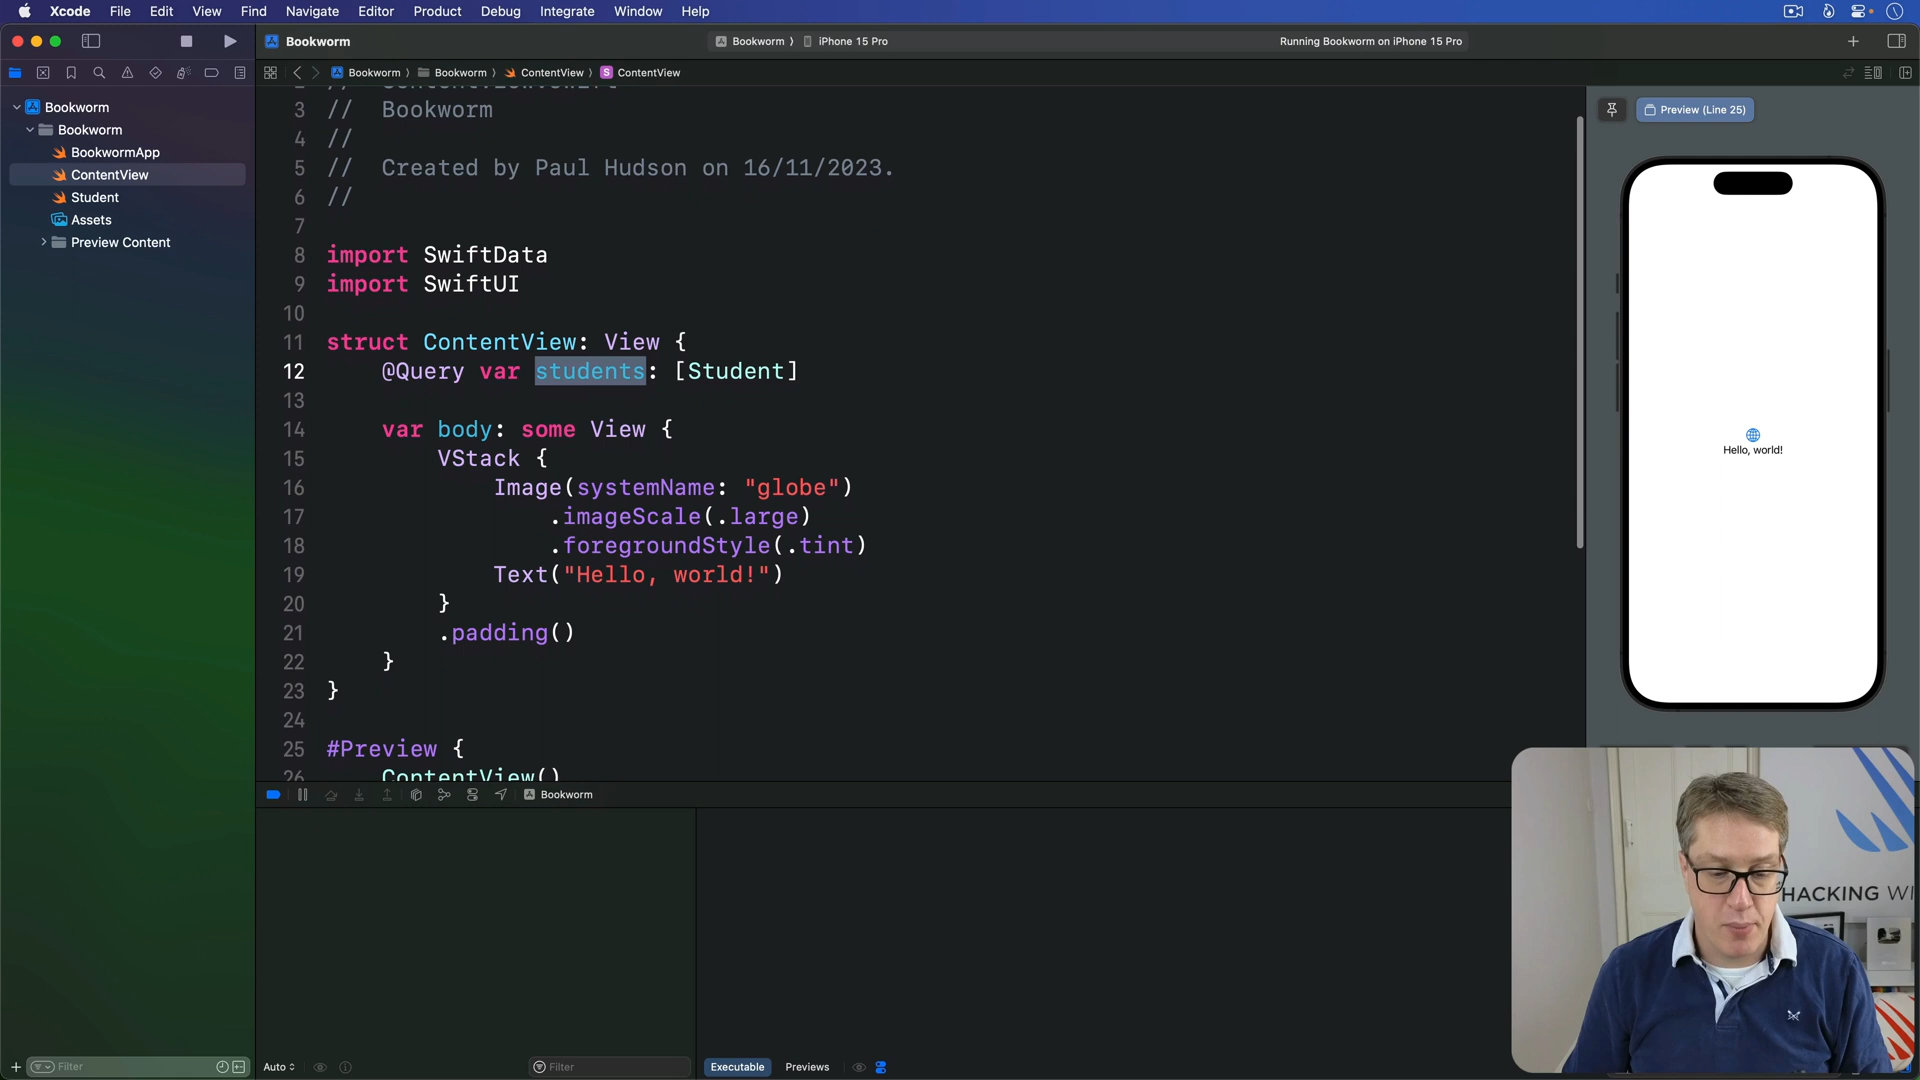 Xcode File Edit View Find Navigate Editor Product Debug Integrate Window Help
Bookworm
Bookworm 〉 iPhone 15 Pro
Running Bookworm on iPhone 15 Pro
Bookworm 〉 Bookworm 〉 ContentView 〉 S ContentView
Bookworm
Bookworm
BookwormApp
ContentView
Student
Assets
Preview Content
Filter
3 // Bookworm
4 //
5 // Created by Paul Hudson on 16/11/2023.
6 //
7
8 import SwiftData
9 import SwiftUI
10
11 struct ContentView: View {
12 @Query var students: [Student]
13
14 var body: some View {
15 VStack {
16 Image(systemName: "globe")
17 .imageScale(.large)
18 .foregroundStyle(.tint)
19 Text("Hello, world!")
20 }
21 .padding()
22 }
23 }
24
25 #Preview {
26 ContentView()
Preview (Line 25)
Hello, world!
Bookworm
Auto
Filter
Executable Previews
HACKING WI